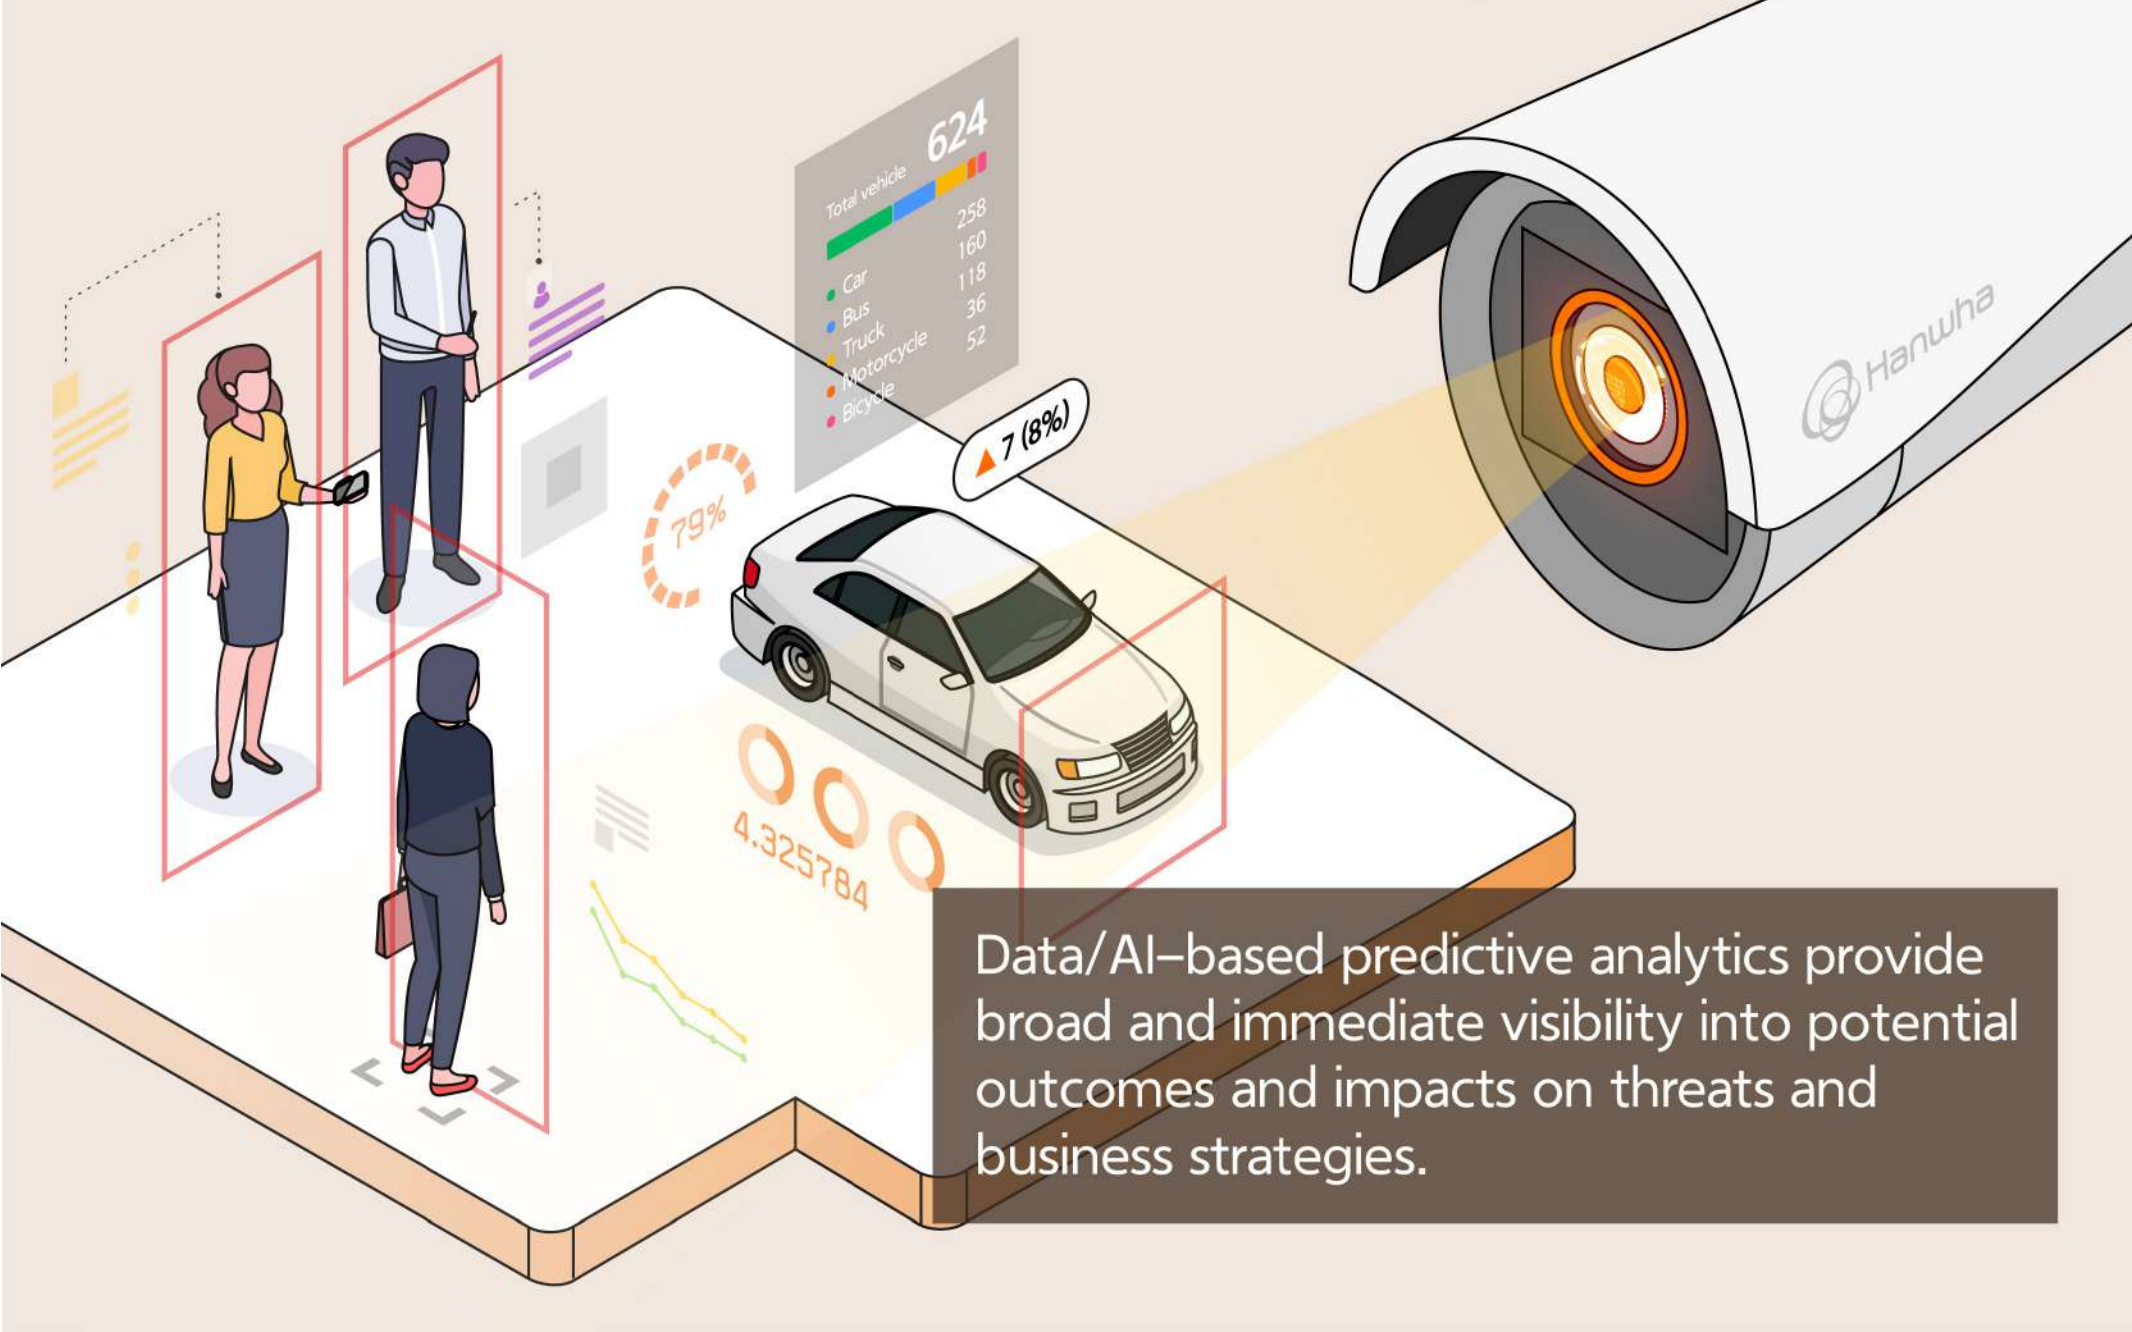 Total vehicle 624
Car 258
Bus 160
Truck 118
Motorcycle 36
Bicycle 52
▲ 7 (8%)
79%
Hanwha
4.325784
Data/AI–based predictive analytics provide
broad and immediate visibility into potential
outcomes and impacts on threats and
business strategies.